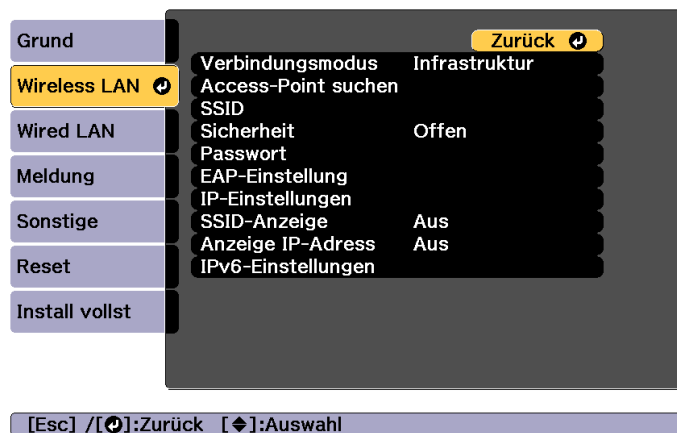 Grund
Wireless LAN
Wired LAN
Meldung
Sonstige
Reset
Install vollst
Zurück
Verbindungsmodus Infrastruktur
Access-Point suchen
SSID
Sicherheit Offen
Passwort
EAP-Einstellung
IP-Einstellungen
SSID-Anzeige Aus
Anzeige IP-Adress Aus
IPv6-Einstellungen
[Esc] /[⏎]:Zurück [◆]:Auswahl